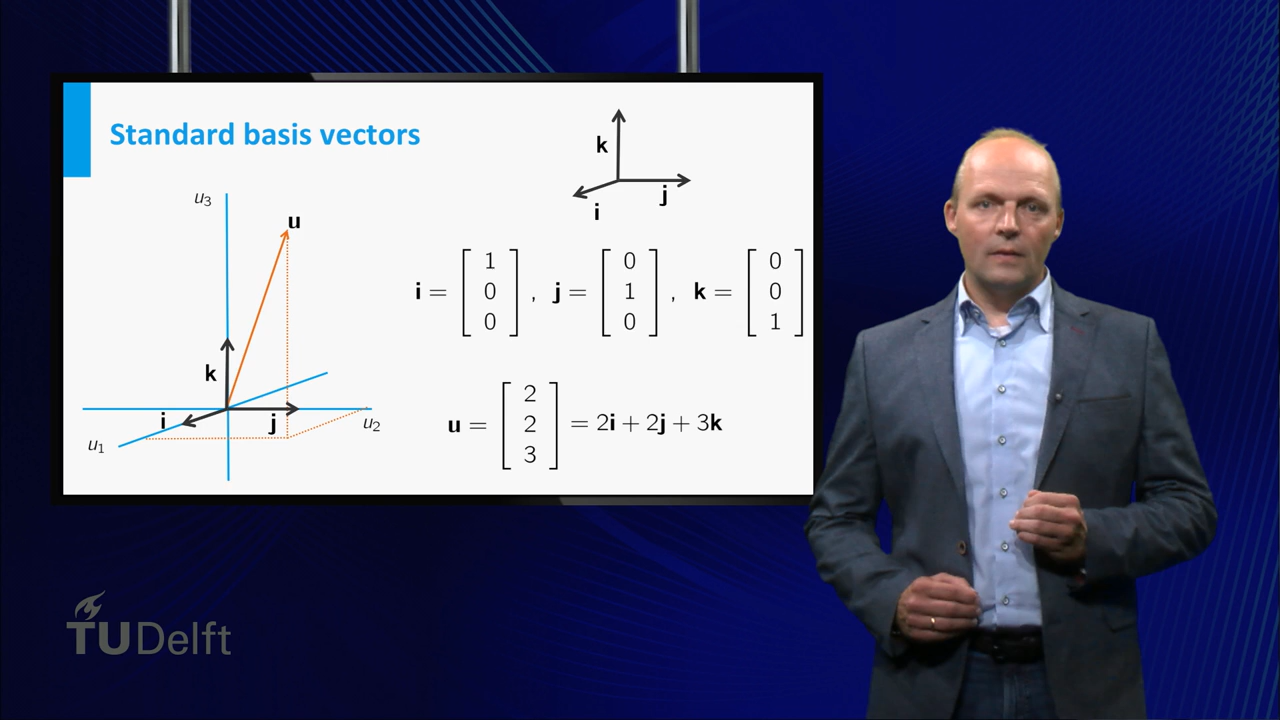 Standard basis vectors
k
j
i
u₃
u
k
i
j
u₂
u₁
i = [ 1 0 0 ] , j = [ 0 1 0 ] , k = [ 0 0 1 ]
u = [ 2 2 3 ] = 2i + 2j + 3k
TUDelft